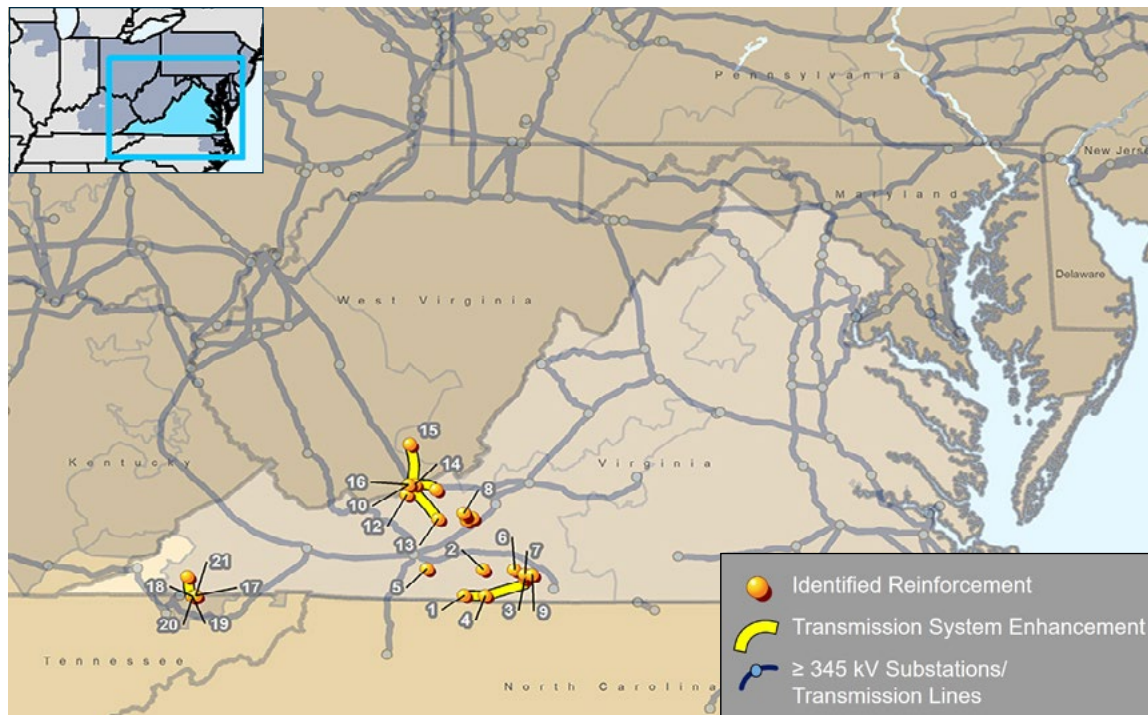 Pennsylvania
New Jersey
Maryland
Delaware
West Virginia
15
Kentucky
14
Virginia
16
10
8
12
13
6
7
2
21
18
17
5
1
4
3
9
20
19
Tennessee
North Carolina
Identified Reinforcement
Transmission System Enhancement
≥ 345 kV Substations/
Transmission Lines